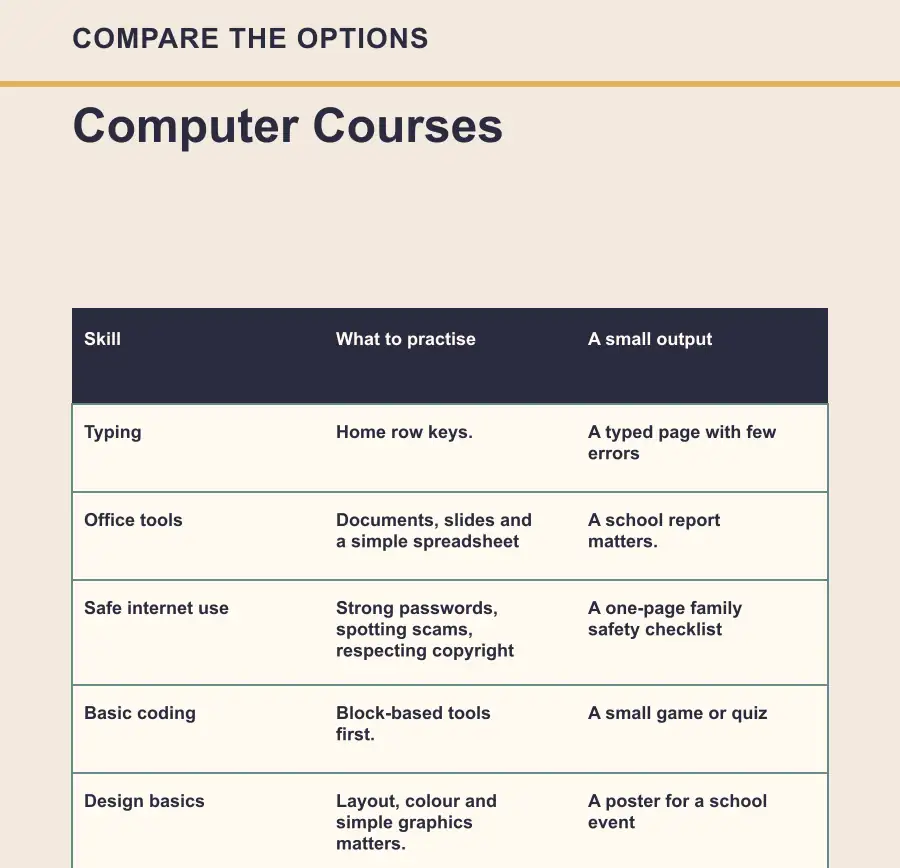 COMPARE THE OPTIONS
Computer Courses
Skill
What to practise
A small output
Typing
Home row keys.
A typed page with few
errors
Office tools
Documents, slides and
a simple spreadsheet
A school report
matters.
Safe internet use
Strong passwords,
spotting scams,
respecting copyright
A one-page family
safety checklist
Basic coding
Block-based tools
first.
A small game or quiz
Design basics
Layout, colour and
simple graphics
matters.
A poster for a school
event